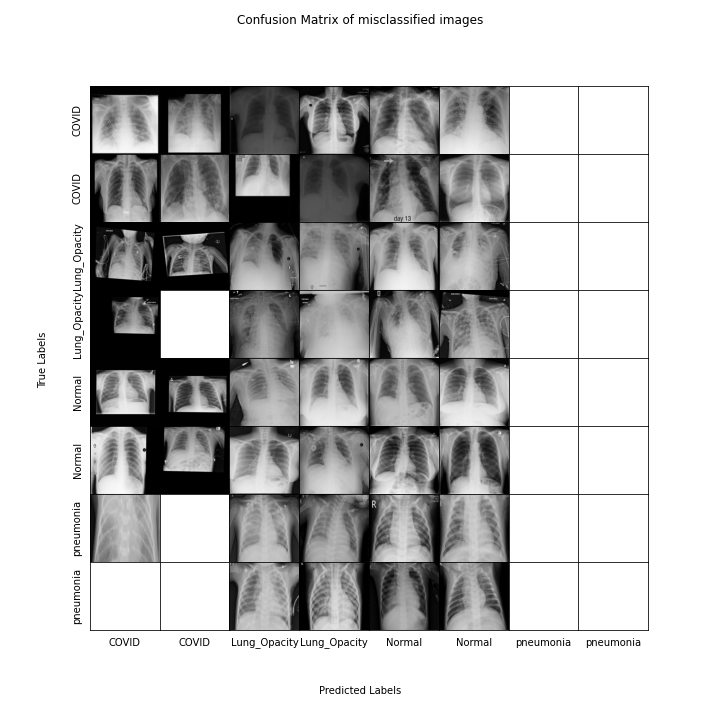 Confusion Matrix of misclassified images
COVID
COVID
Lung_Opacity
Lung_Opacity
Normal
Normal
pneumonia
pneumonia
True Labels
day 13
R
COVID
COVID
Lung_Opacity
Lung_Opacity
Normal
Normal
pneumonia
pneumonia
Predicted Labels